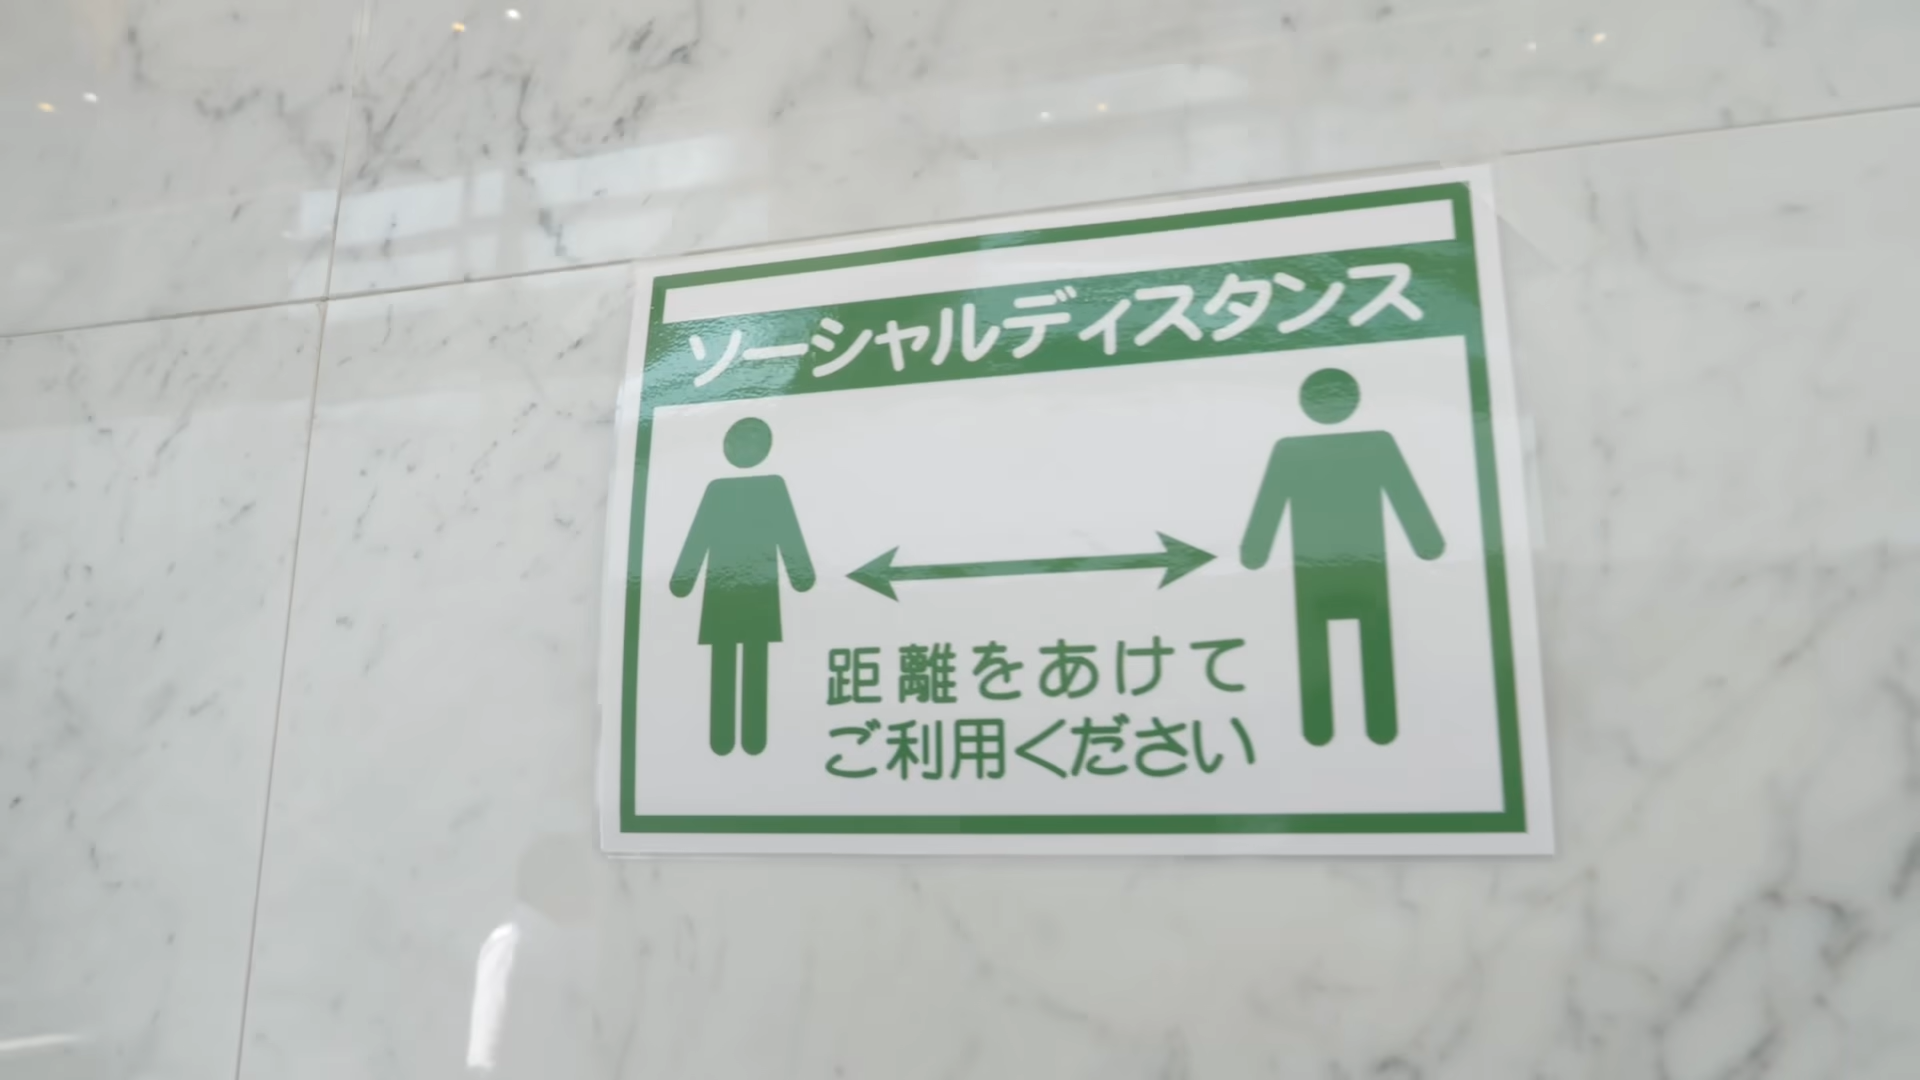 ソーシャルディスタンス
距離をあけて
ご利用ください